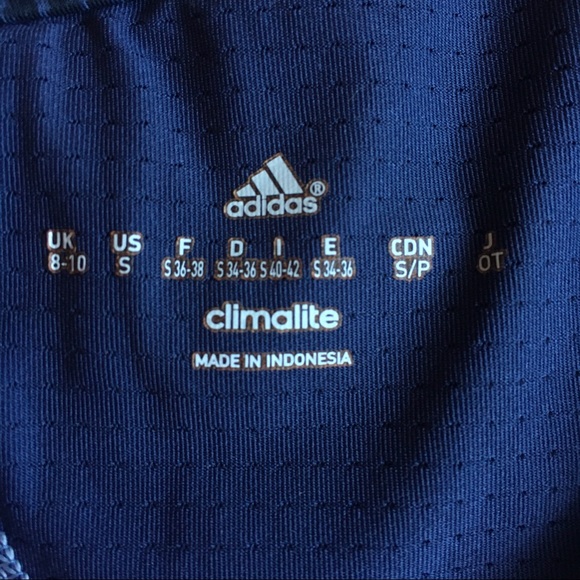 adidas®
UK US F D I E CDN J
8-10 S S 36-38 S 34-36 S 40-42 S 34-36 S/P OT
climalite
MADE IN INDONESIA